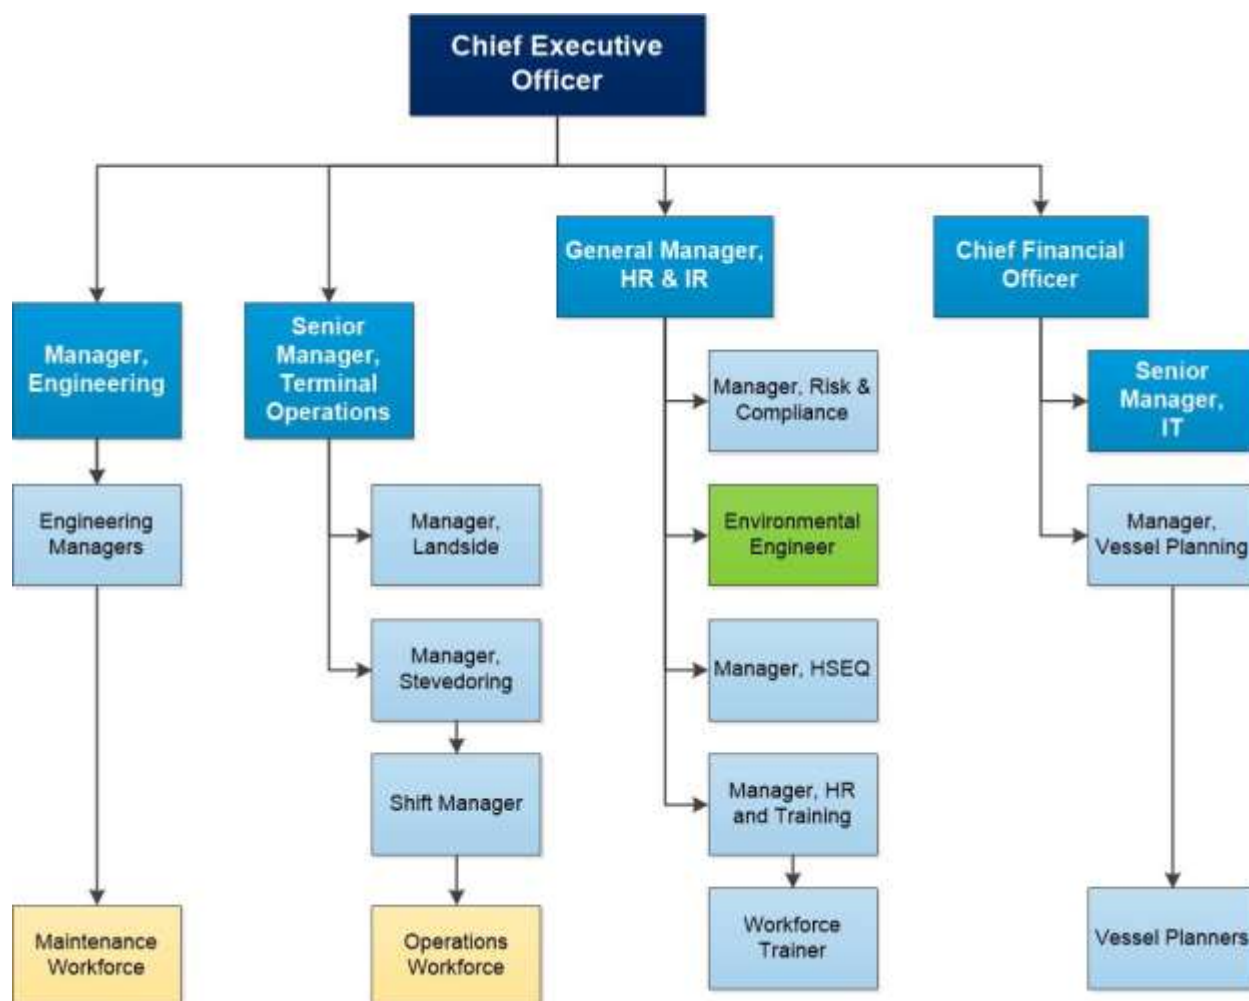 Chief Executive
Officer
General Manager,
HR & IR
Chief Financial
Officer
Manager,
Engineering
Senior
Manager,
Terminal
Operations
Manager, Risk &
Compliance
Senior
Manager,
IT
Engineering
Managers
Manager,
Landside
Environmental
Engineer
Manager,
Vessel Planning
Manager,
Stevedoring
Manager, HSEQ
Shift Manager
Manager, HR
and Training
Maintenance
Workforce
Operations
Workforce
Workforce
Trainer
Vessel Planners